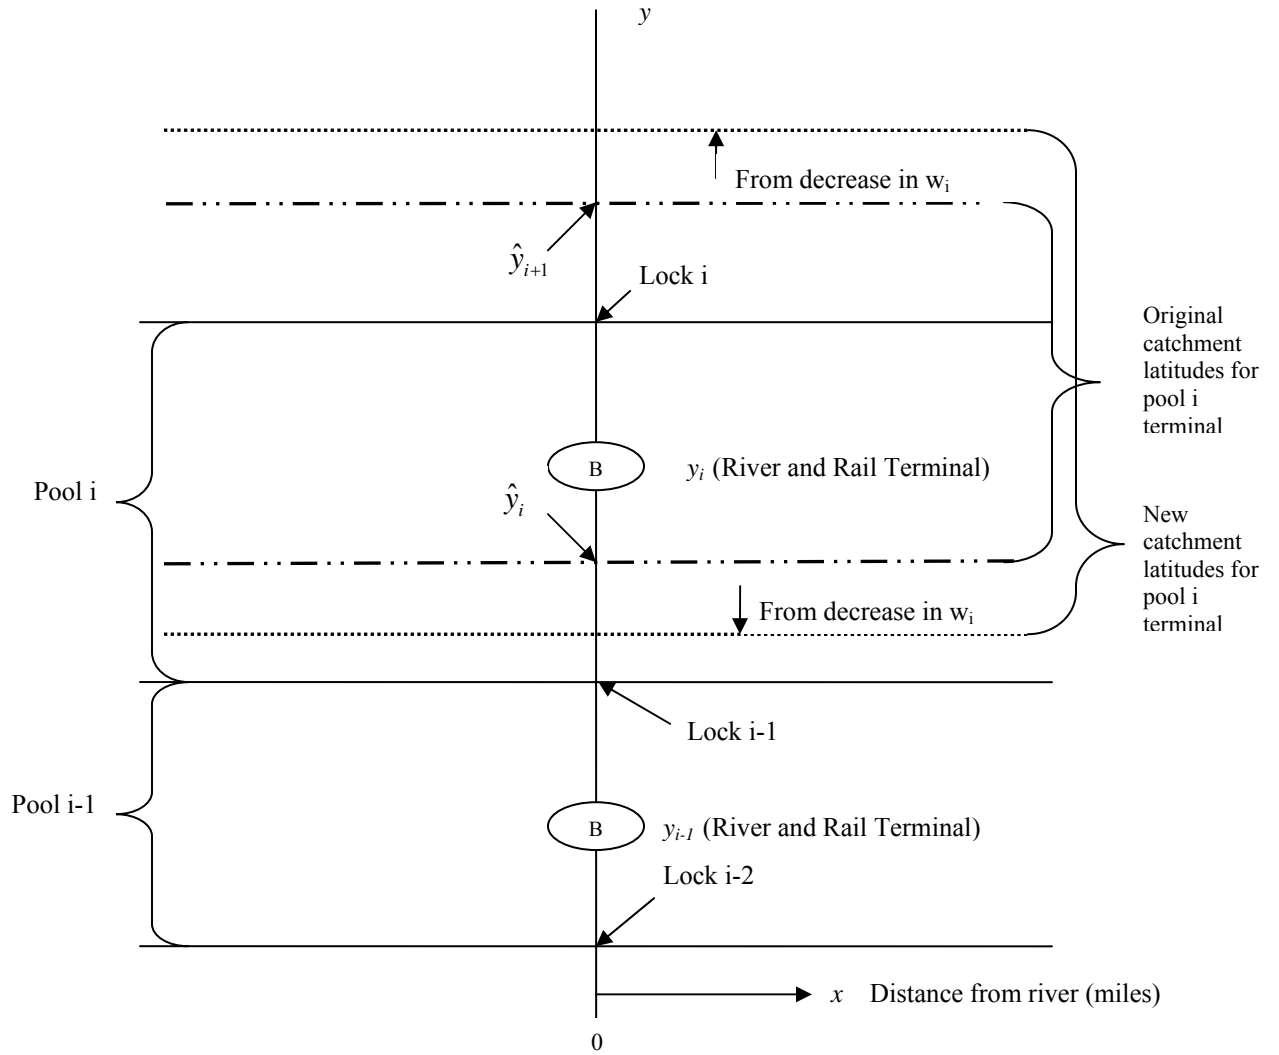 y
From decrease in wᵢ
ŷᵢ₊₁
Lock i
Original
catchment
latitudes for
pool i
terminal
B
yᵢ (River and Rail Terminal)
Pool i
ŷᵢ
New
catchment
latitudes for
pool i
terminal
From decrease in wᵢ
Lock i-1
Pool i-1
B
yᵢ₋₁ (River and Rail Terminal)
Lock i-2
x Distance from river (miles)
0